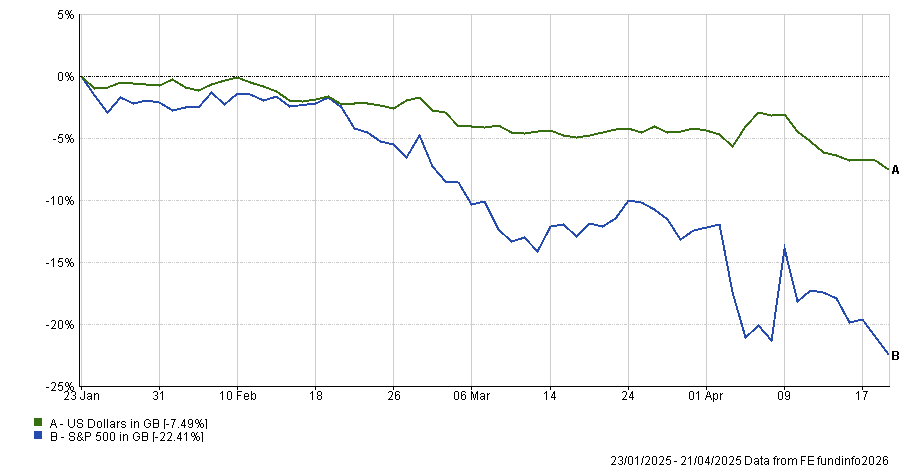 5%
0%
-5%
-10%
-15%
-20%
-25%
A
B
23 Jan 31 10 Feb 18 26 06 Mar 14 24 01 Apr 09 17
A - US Dollars in GB [-7.49%]
B - S&P 500 in GB [-22.41%]
23/01/2025 - 21/04/2025 Data from FE fundinfo2026